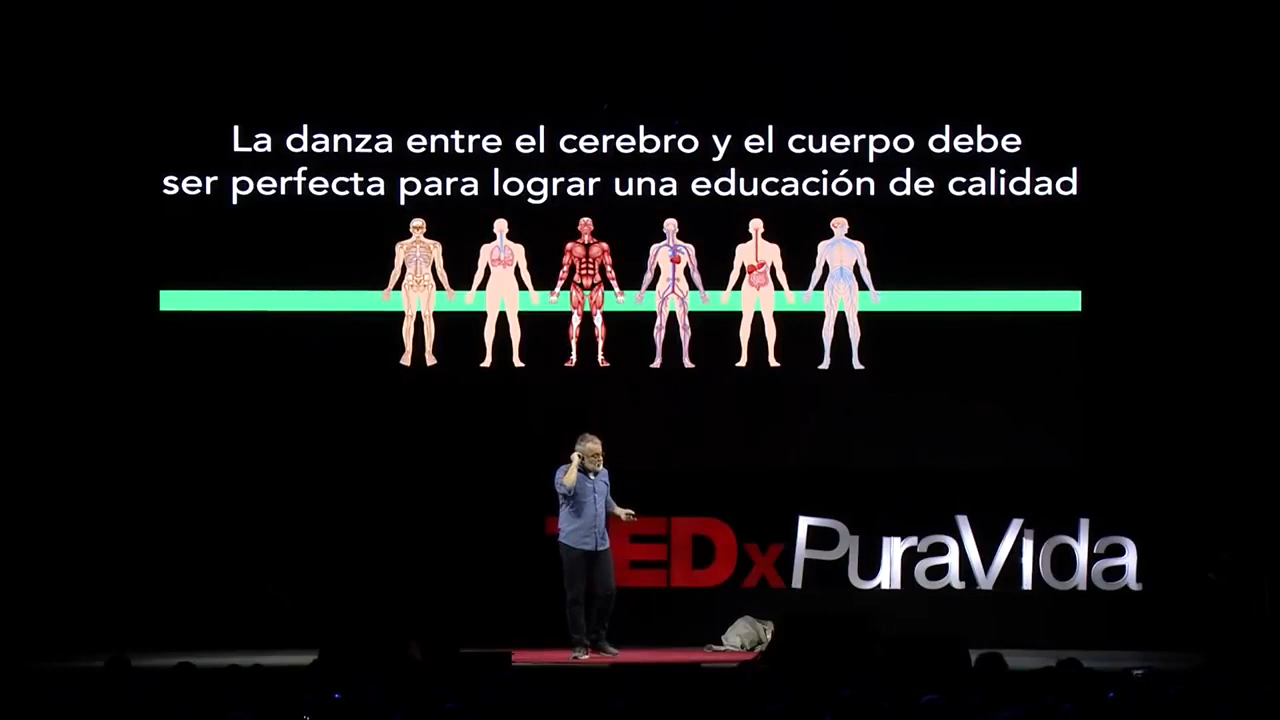 La danza entre el cerebro y el cuerpo debe
ser perfecta para lograr una educación de calidad
TEDxPuraVida